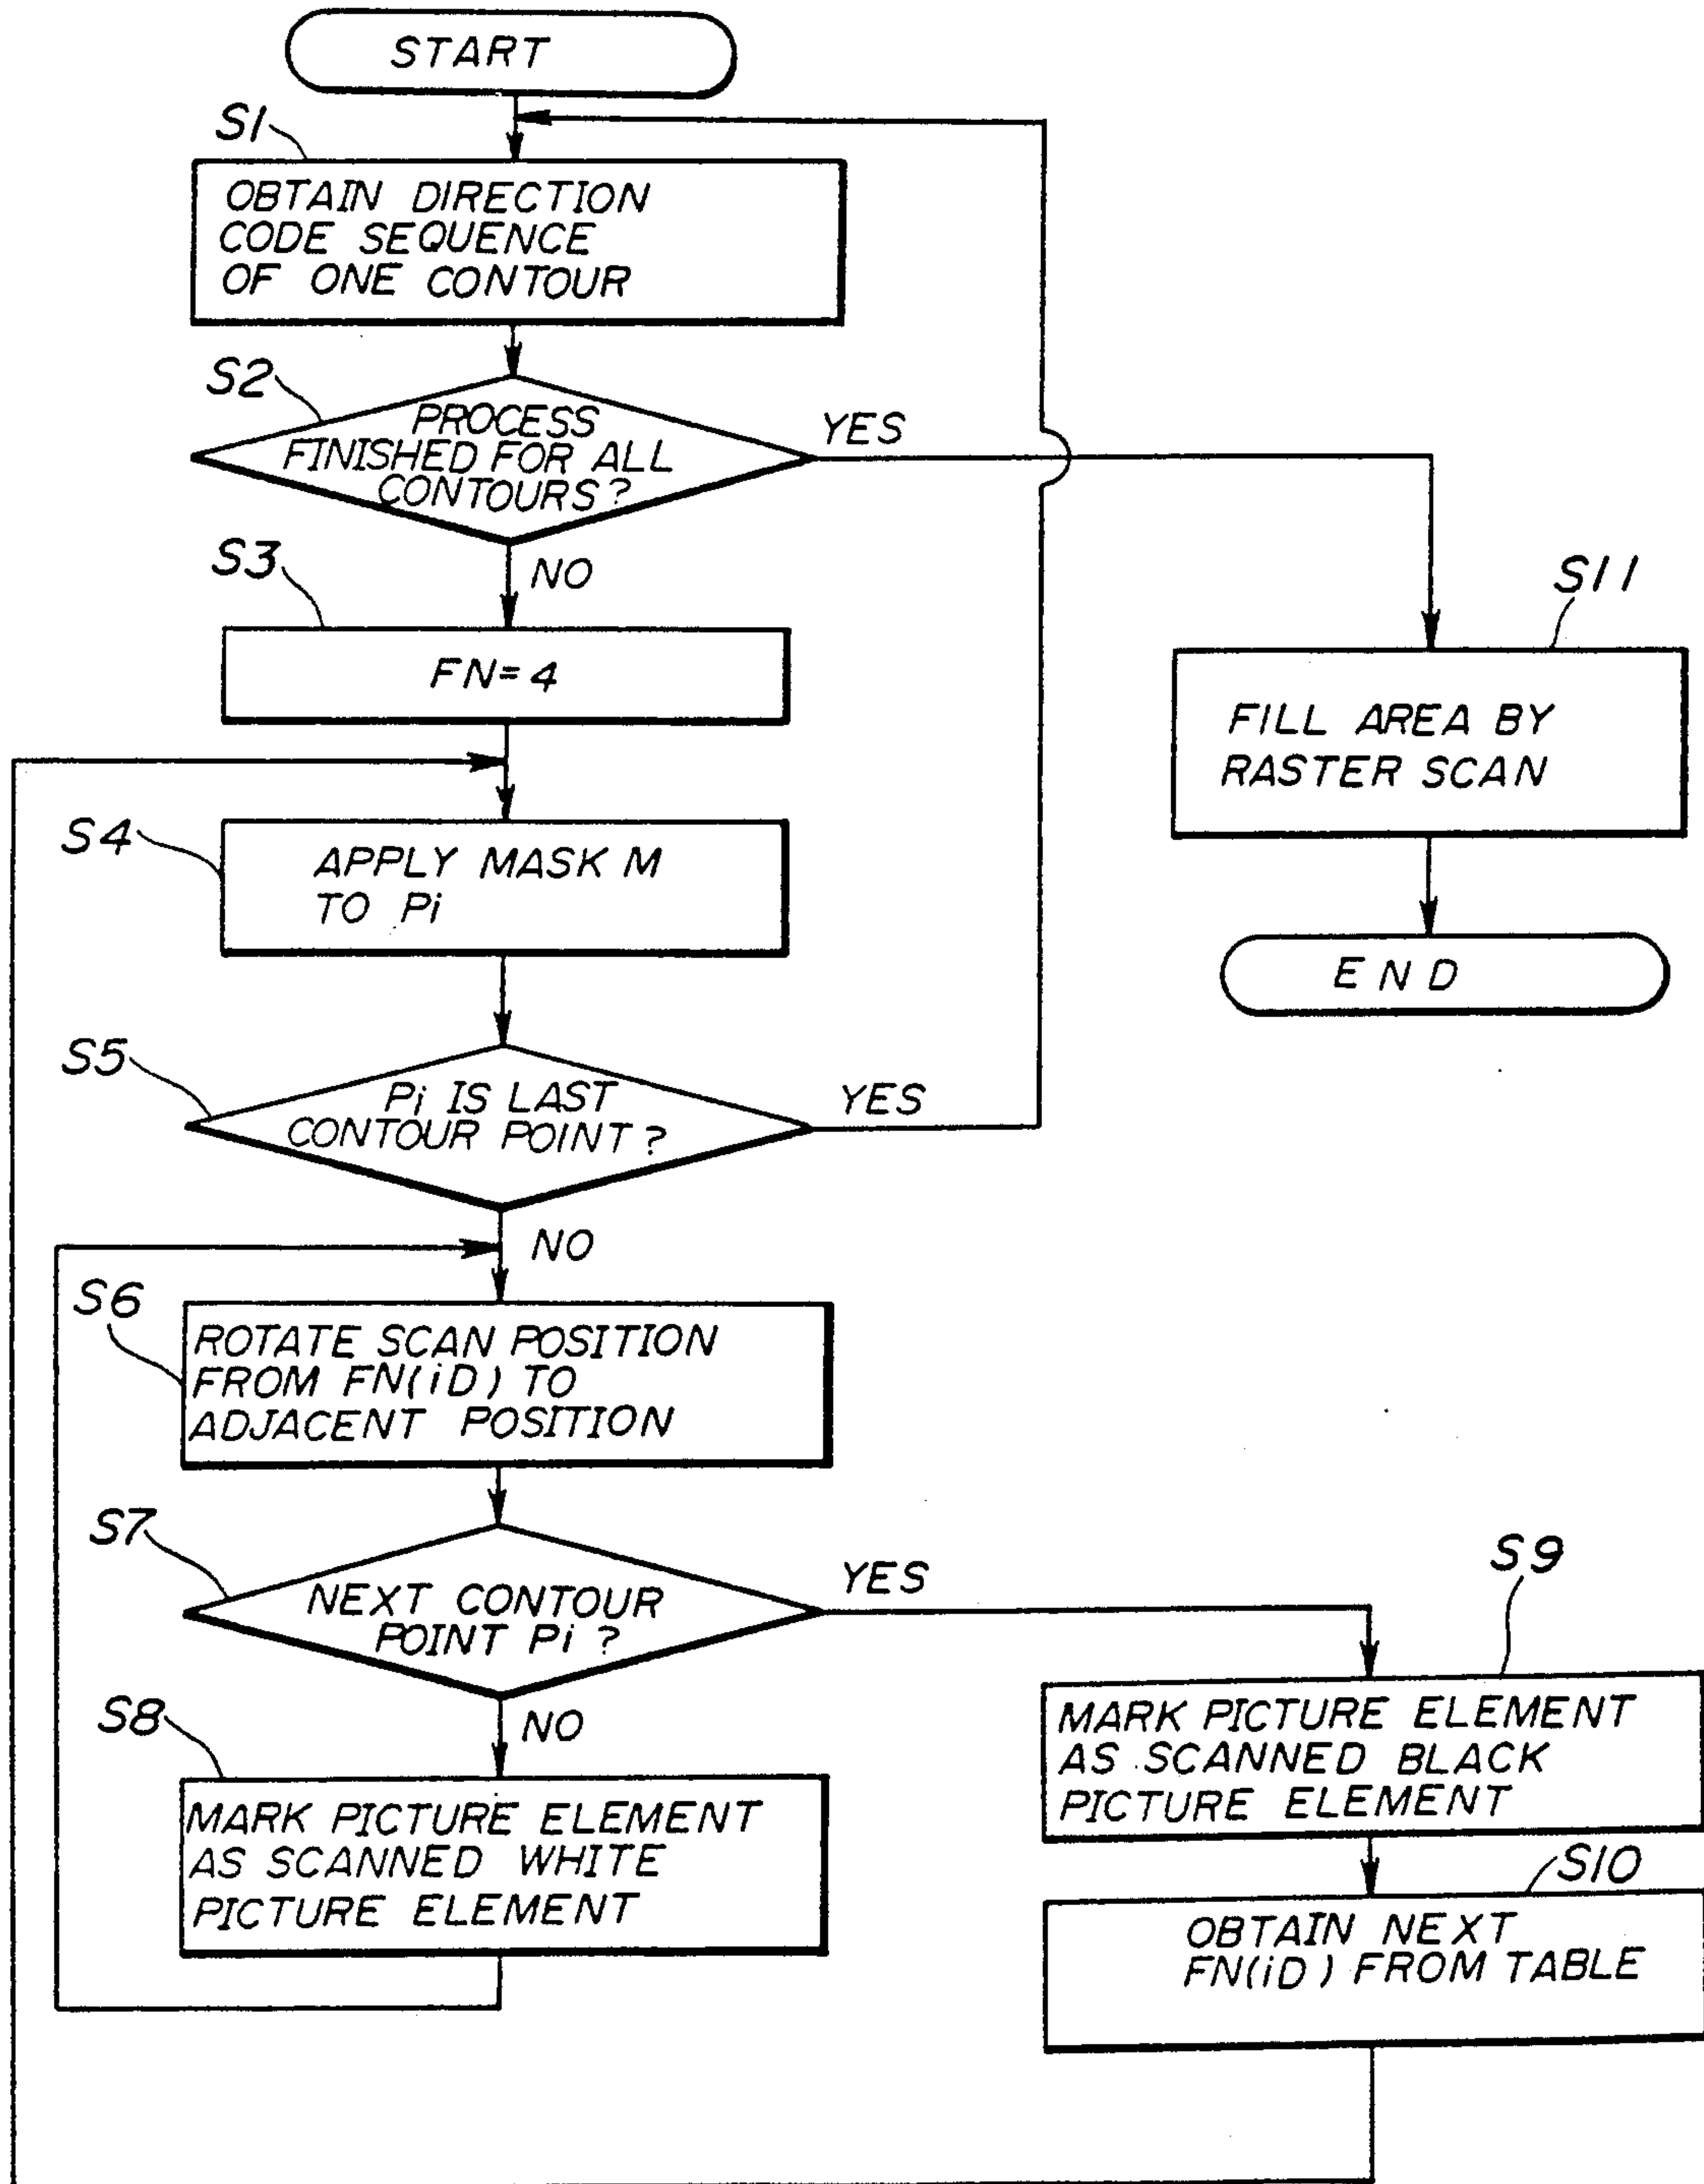 START
S1
OBTAIN DIRECTION
CODE SEQUENCE
OF ONE CONTOUR
S2
PROCESS
FINISHED FOR ALL
CONTOURS?
YES
NO
S3
FN=4
S11
FILL AREA BY
RASTER SCAN
END
S4
APPLY MASK M
TO Pi
S5
Pi IS LAST
CONTOUR POINT?
YES
NO
S6
ROTATE SCAN POSITION
FROM FN(iD) TO
ADJACENT POSITION
S7
NEXT CONTOUR
POINT Pi?
YES
NO
S8
MARK PICTURE ELEMENT
AS SCANNED WHITE
PICTURE ELEMENT
S9
MARK PICTURE ELEMENT
AS SCANNED BLACK
PICTURE ELEMENT
S10
OBTAIN NEXT
FN(iD) FROM TABLE